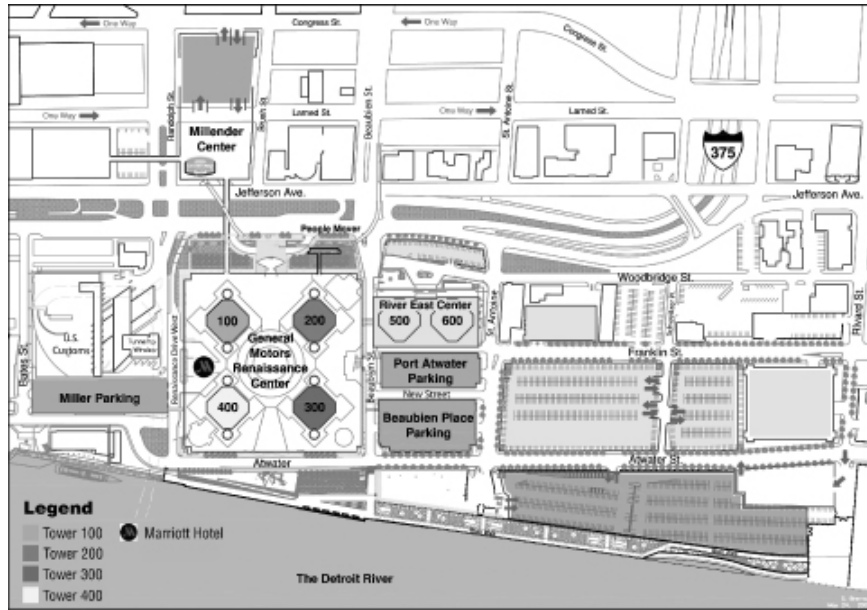 Congress St.
One Way
One Way
Congress St.
One Way
One Way
Randolph St.
Larned St.
Beaubien St.
St. Antoine St.
Larned St.
Millender
Center
375
Jefferson Ave.
Jefferson Ave.
People Mover
Woodbridge St.
Rivard St.
River East Center
500
600
100
200
General
Motors
Renaissance
Center
U.S.
Customs
Tunnel to
Windsor
Bates St.
Renaissance Drive West
Beaubien St.
Franklin St.
Port Atwater
Parking
New Street
400
300
Miller Parking
Beaubien Place
Parking
Atwater
Atwater St.
Legend
Tower 100
Marriott Hotel
Tower 200
Tower 300
Tower 400
The Detroit River